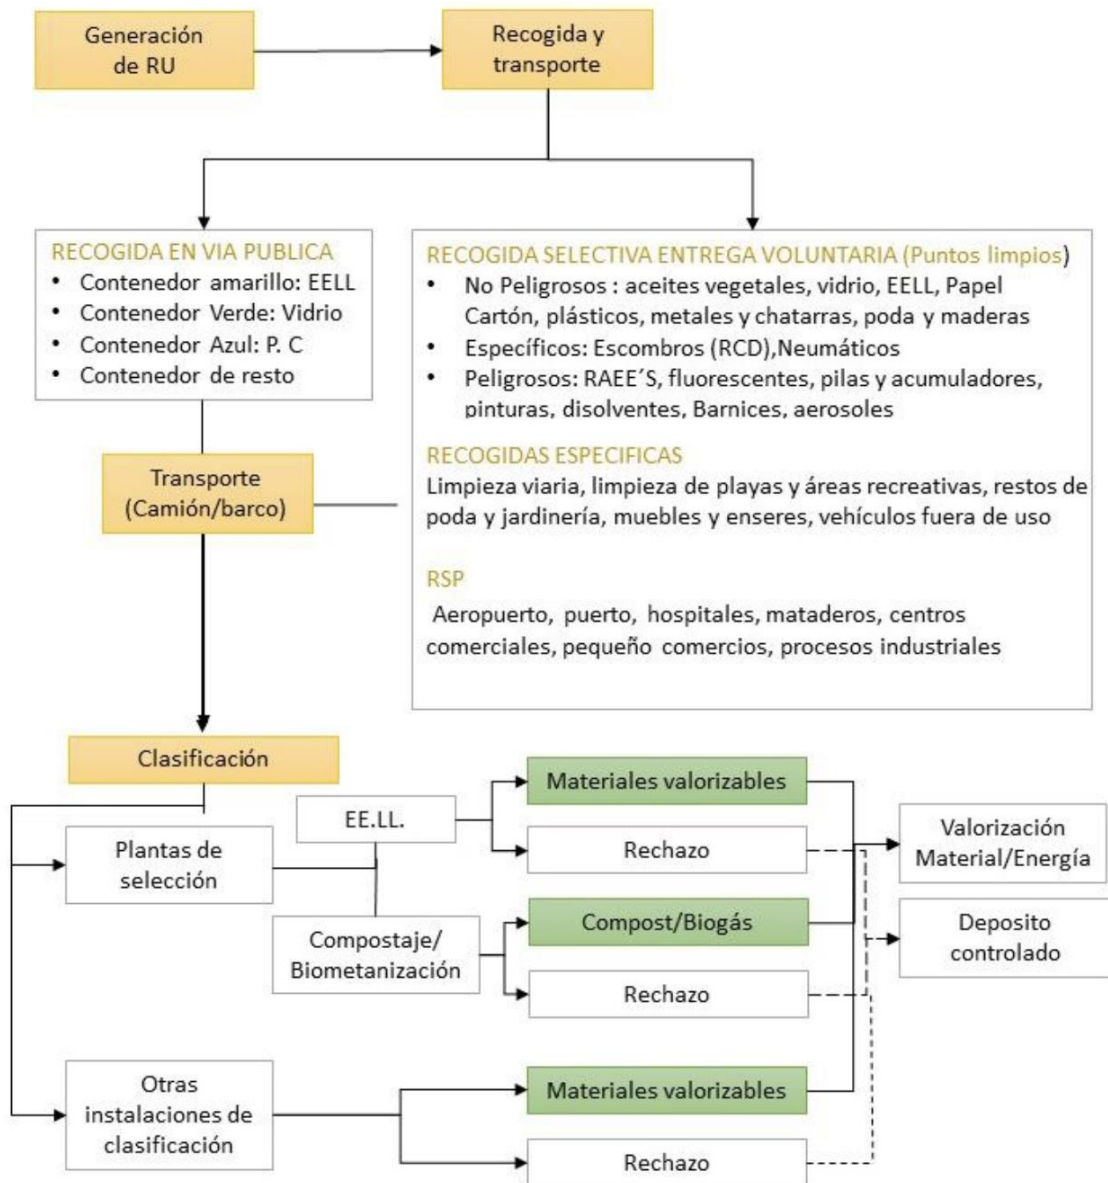 Generación
de RU
Recogida y
transporte
RECOGIDA EN VIA PUBLICA
• Contenedor amarillo: EELL
• Contenedor Verde: Vidrio
• Contenedor Azul: P. C
• Contenedor de resto
RECOGIDA SELECTIVA ENTREGA VOLUNTARIA (Puntos limpios)
• No Peligrosos : aceites vegetales, vidrio, EELL, Papel
Cartón, plásticos, metales y chatarras, poda y maderas
• Específicos: Escombros (RCD),Neumáticos
• Peligrosos: RAEE´S, fluorescentes, pilas y acumuladores,
pinturas, disolventes, Barnices, aerosoles
RECOGIDAS ESPECIFICAS
Limpieza viaria, limpieza de playas y áreas recreativas, restos de
poda y jardinería, muebles y enseres, vehículos fuera de uso
RSP
Aeropuerto, puerto, hospitales, mataderos, centros
comerciales, pequeño comercios, procesos industriales
Transporte
(Camión/barco)
Clasificación
Plantas de
selección
EE.LL.
Compostaje/
Biometanización
Otras
instalaciones de
clasificación
Materiales valorizables
Rechazo
Compost/Biogás
Rechazo
Materiales valorizables
Rechazo
Valorización
Material/Energía
Deposito
controlado